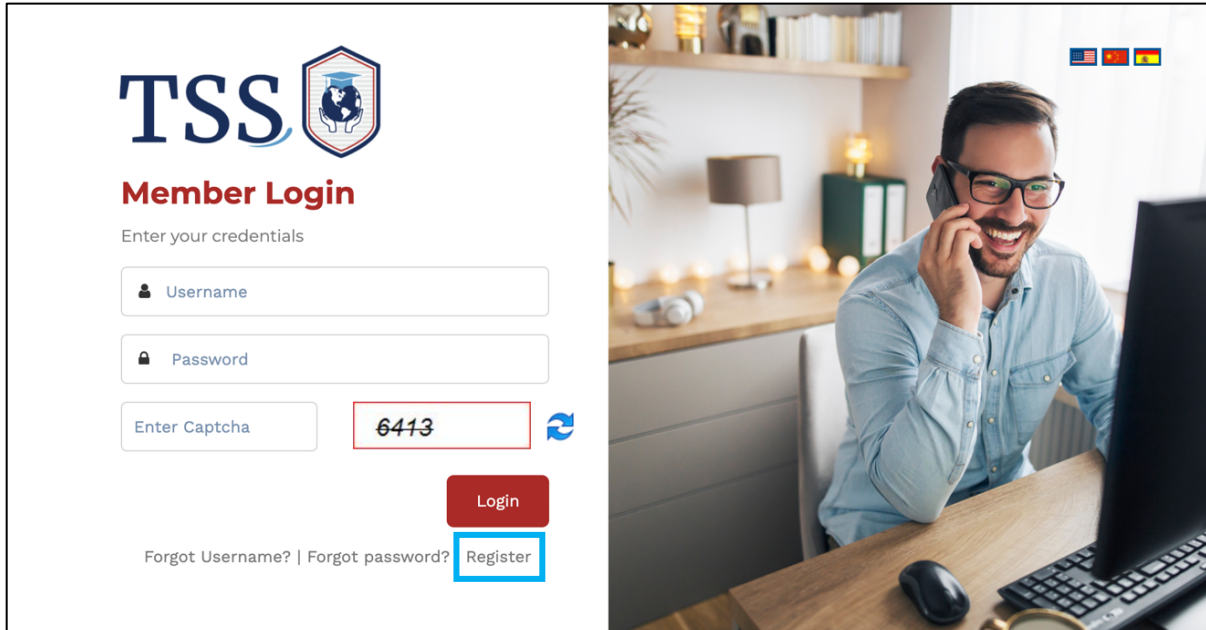 TSS
Member Login
Enter your credentials
Username
Password
Enter Captcha
6413
Login
Forgot Username? | Forgot password? Register